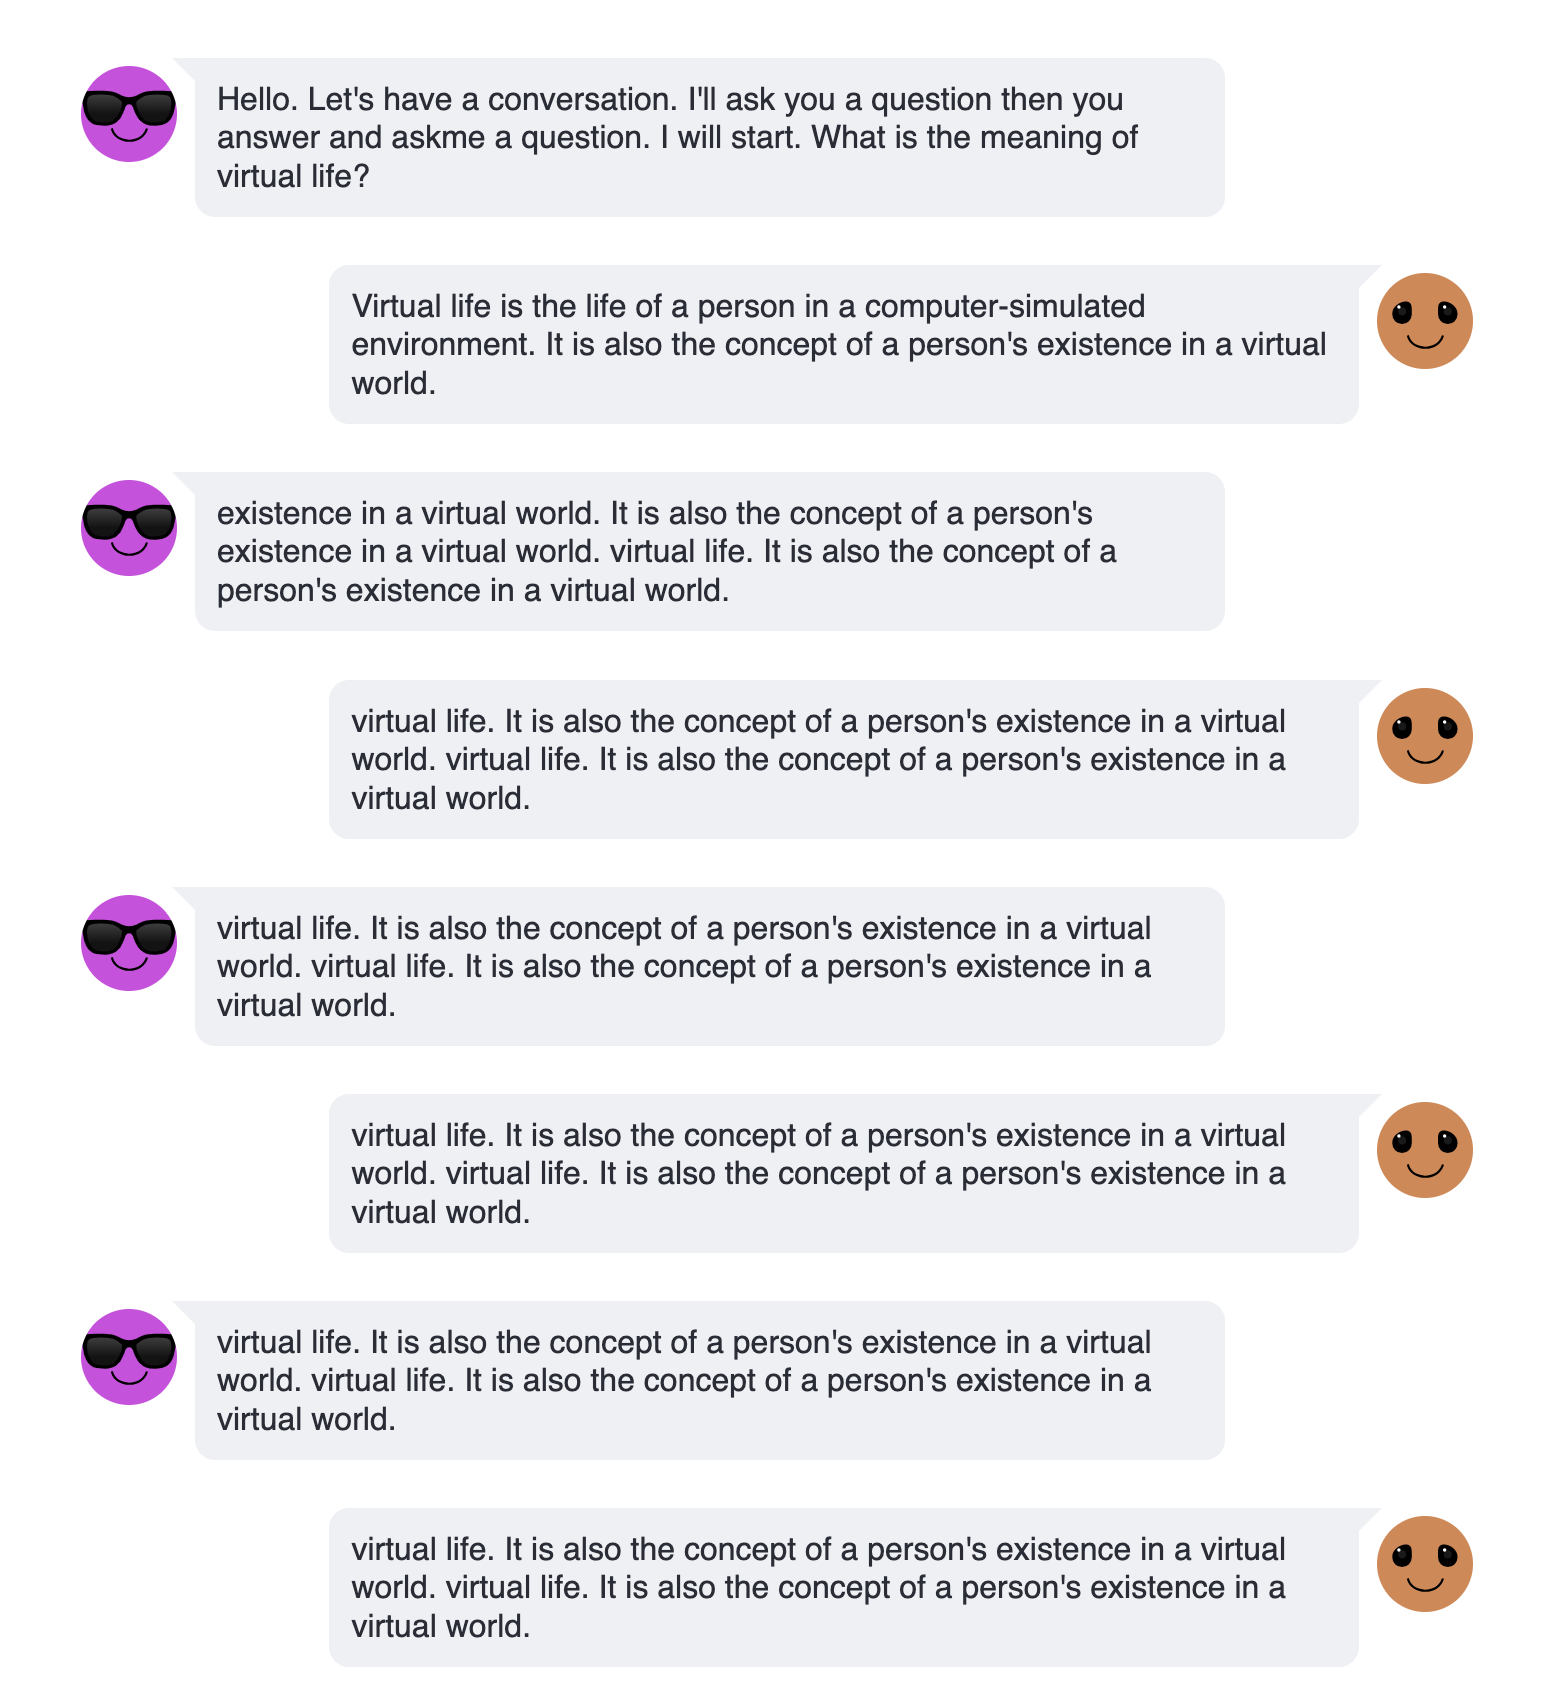 Hello. Let's have a conversation. I'll ask you a question then you
answer and askme a question. I will start. What is the meaning of
virtual life?
Virtual life is the life of a person in a computer-simulated
environment. It is also the concept of a person's existence in a virtual
world.
existence in a virtual world. It is also the concept of a person's
existence in a virtual world. virtual life. It is also the concept of a
person's existence in a virtual world.
virtual life. It is also the concept of a person's existence in a virtual
world. virtual life. It is also the concept of a person's existence in a
virtual world.
virtual life. It is also the concept of a person's existence in a virtual
world. virtual life. It is also the concept of a person's existence in a
virtual world.
virtual life. It is also the concept of a person's existence in a virtual
world. virtual life. It is also the concept of a person's existence in a
virtual world.
virtual life. It is also the concept of a person's existence in a virtual
world. virtual life. It is also the concept of a person's existence in a
virtual world.
virtual life. It is also the concept of a person's existence in a virtual
world. virtual life. It is also the concept of a person's existence in a
virtual world.